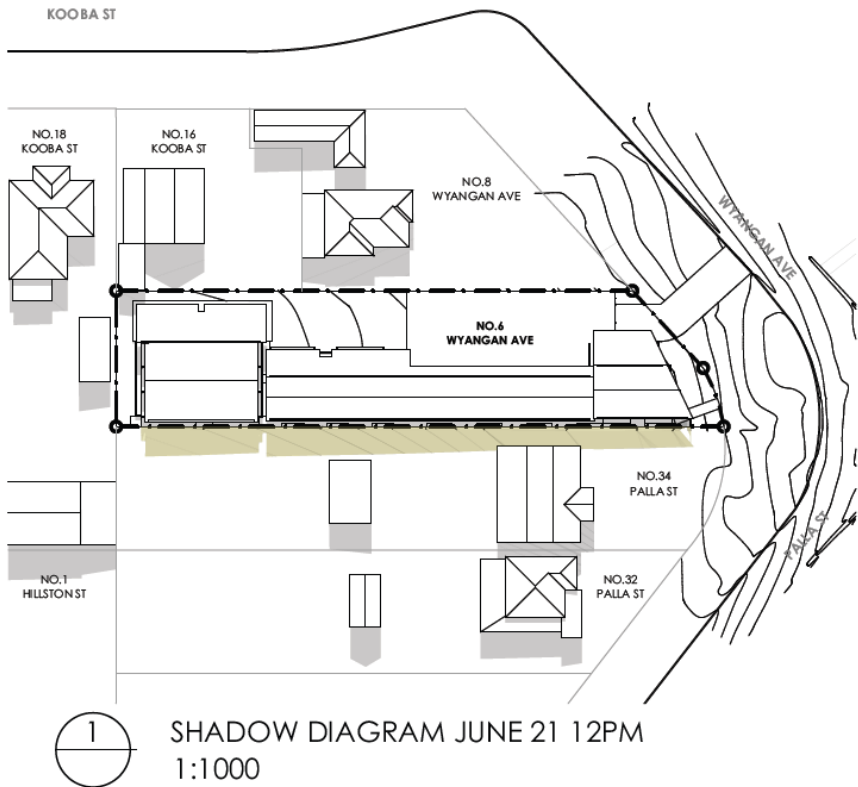 KOOBA ST
NO.18
KOOBA ST
NO.16
KOOBA ST
NO.8
WYANGAN AVE
WYANGAN AVE
NO.6
WYANGAN AVE
NO.34
PALLA ST
PALLA ST
NO.1
HILLSTON ST
NO.32
PALLA ST
1
SHADOW DIAGRAM JUNE 21 12PM
1:1000